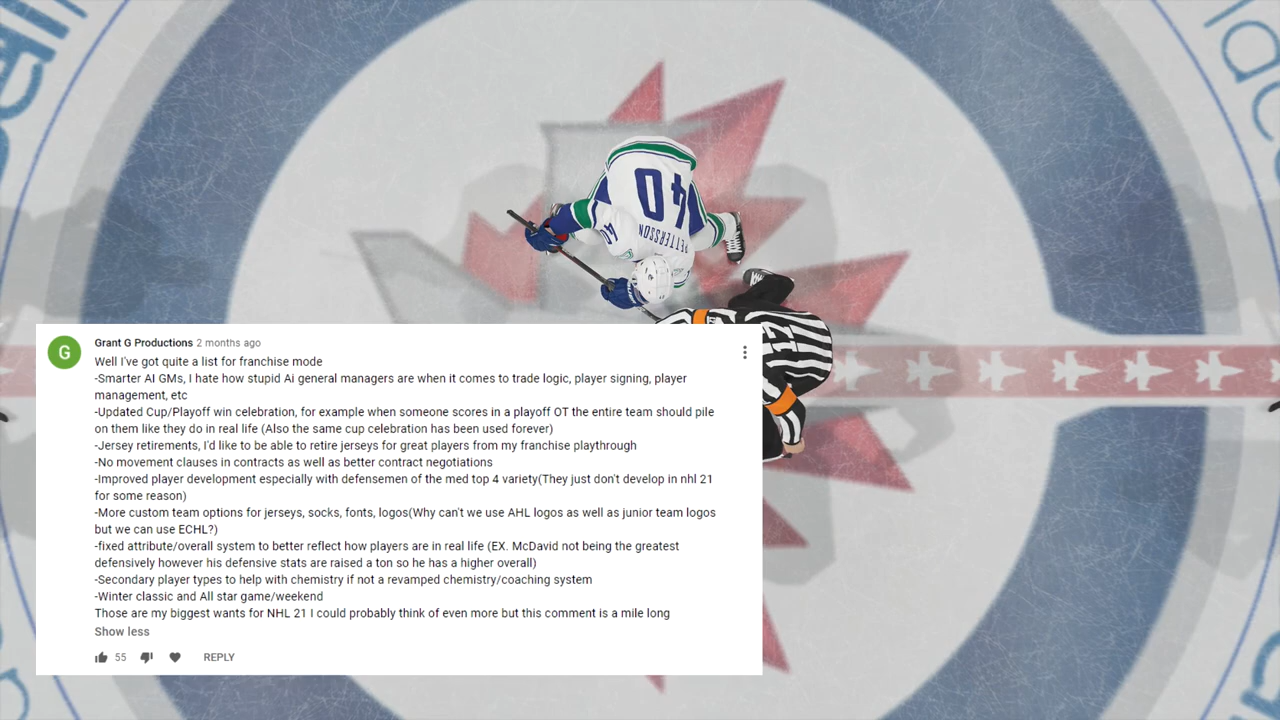 40
40
PETTERSSON
17
G
Grant G Productions 2 months ago
Well I've got quite a list for franchise mode
-Smarter AI GMs, I hate how stupid Ai general managers are when it comes to trade logic, player signing, player
management, etc
-Updated Cup/Playoff win celebration, for example when someone scores in a playoff OT the entire team should pile
on them like they do in real life (Also the same cup celebration has been used forever)
-Jersey retirements, I'd like to be able to retire jerseys for great players from my franchise playthrough
-No movement clauses in contracts as well as better contract negotiations
-Improved player development especially with defensemen of the med top 4 variety(They just don't develop in nhl 21
for some reason)
-More custom team options for jerseys, socks, fonts, logos(Why can't we use AHL logos as well as junior team logos
but we can use ECHL?)
-fixed attribute/overall system to better reflect how players are in real life (EX. McDavid not being the greatest
defensively however his defensive stats are raised a ton so he has a higher overall)
-Secondary player types to help with chemistry if not a revamped chemistry/coaching system
-Winter classic and All star game/weekend
Those are my biggest wants for NHL 21 I could probably think of even more but this comment is a mile long
Show less
55
REPLY